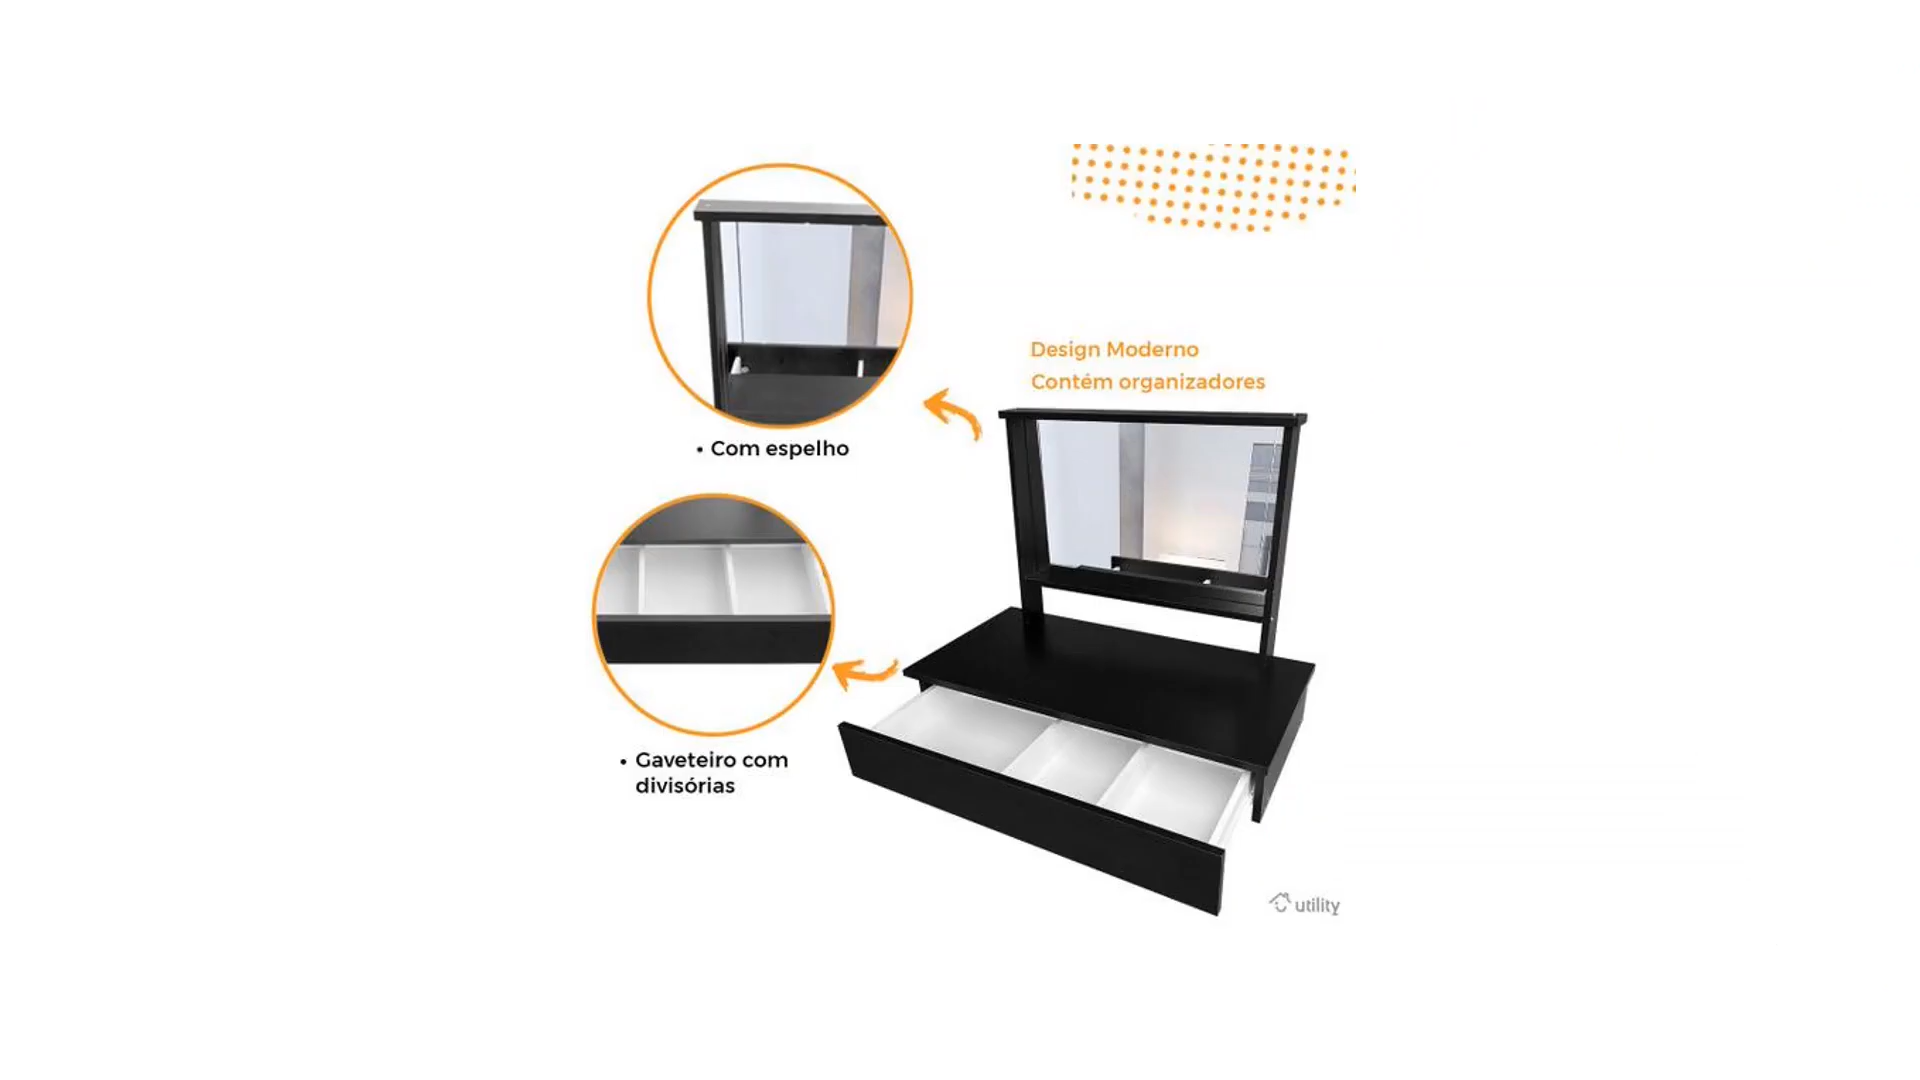 Design Moderno
Contém organizadores
• Com espelho
• Gaveteiro com
divisórias
utility